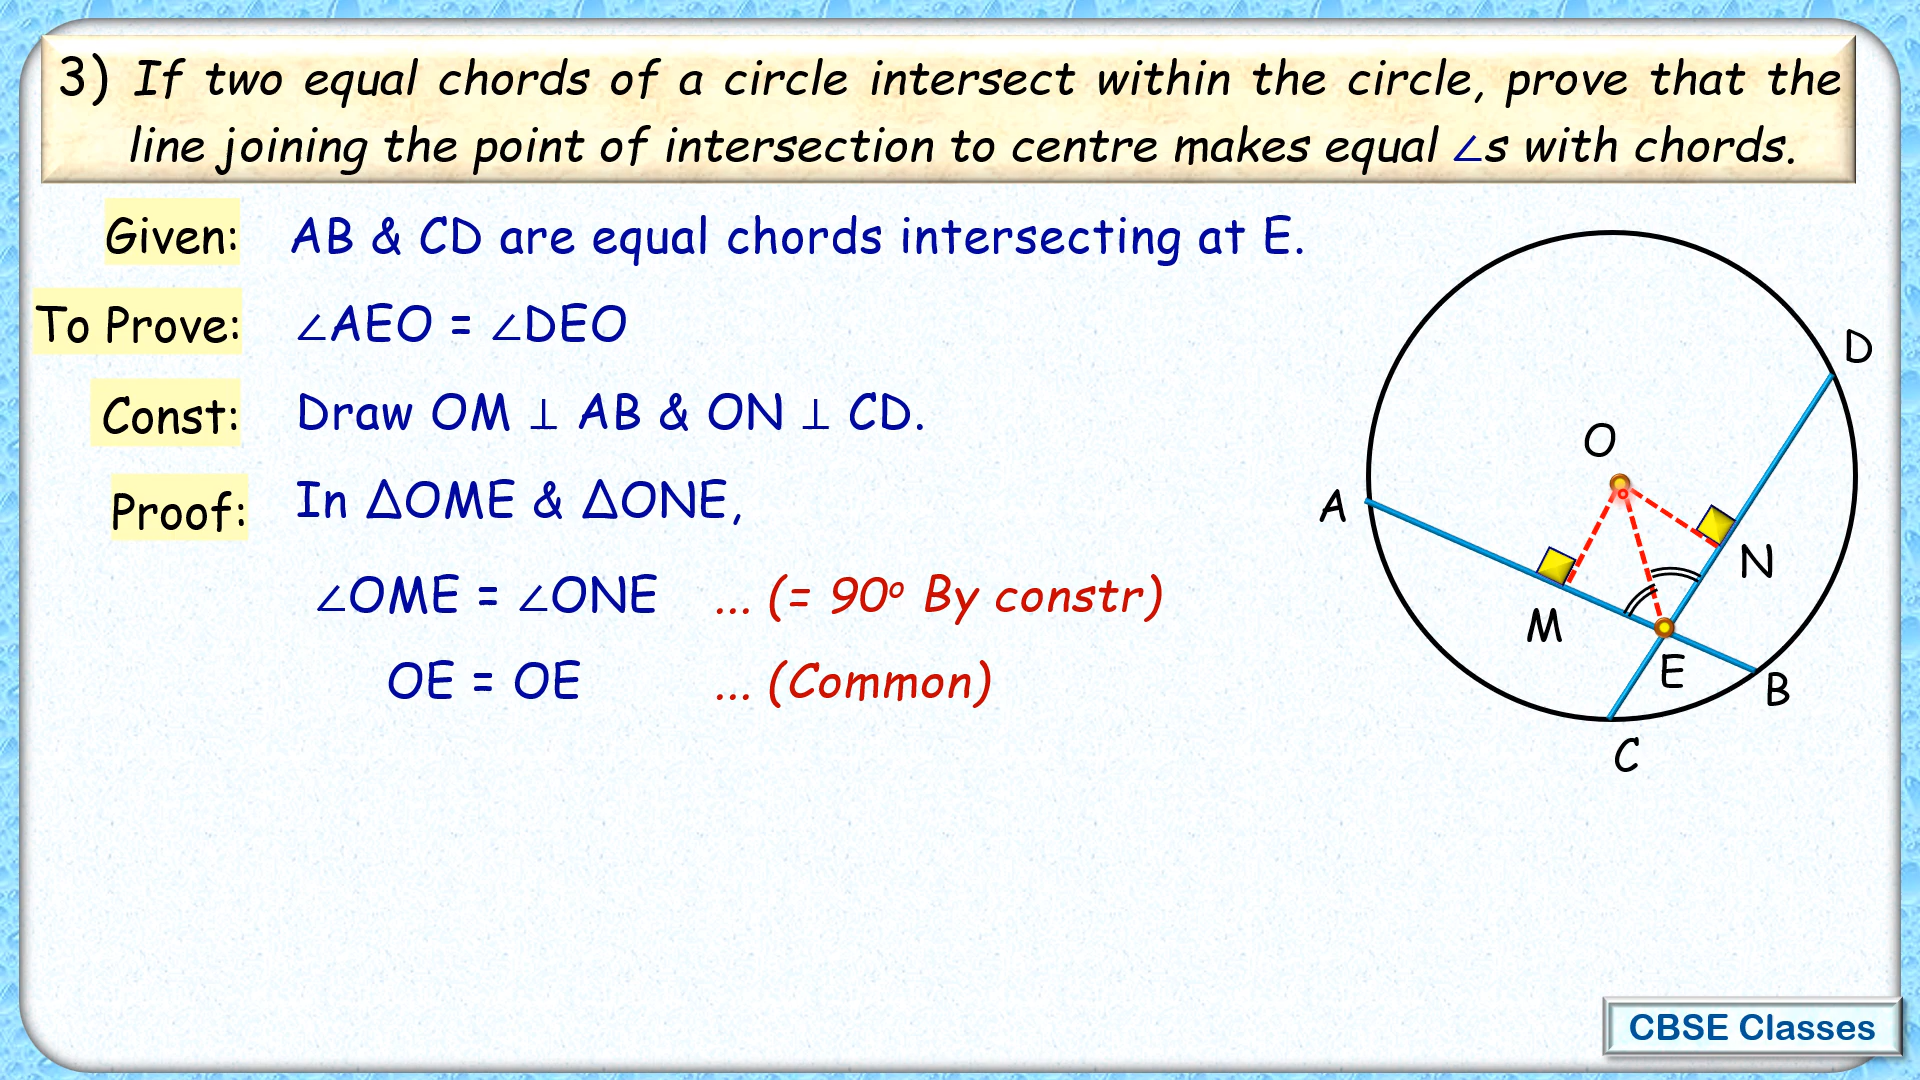 3) If two equal chords of a circle intersect within the circle, prove that the
line joining the point of intersection to centre makes equal ∠s with chords.
Given: AB & CD are equal chords intersecting at E.
To Prove: ∠AEO = ∠DEO
Const: Draw OM ⊥ AB & ON ⊥ CD.
Proof: In ΔOME & ΔONE,
∠OME = ∠ONE ... (= 90° By constr)
OE = OE ... (Common)
D
O
A
N
M
E
B
C
CBSE Classes